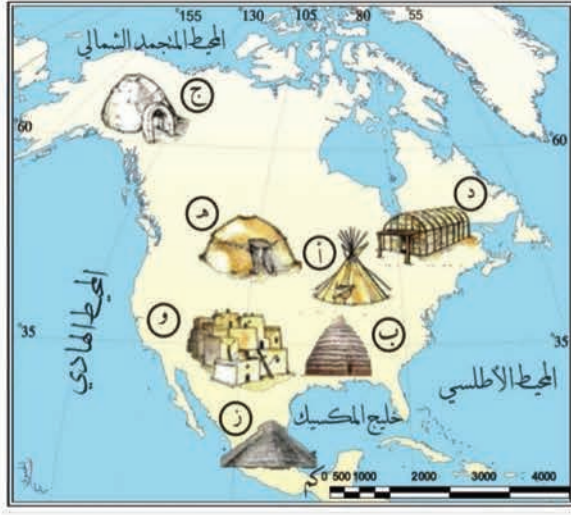 °155 °130 °105 °80 °55
المحيط المنجمد الشمالي
ج
°60
°60
د
هـ
أ
المحيط الهادي
و
ب
°35
°35
المحيط الأطلسي
خليج المكسيك
ز
كم
0 500 1000 2000 3000 4000